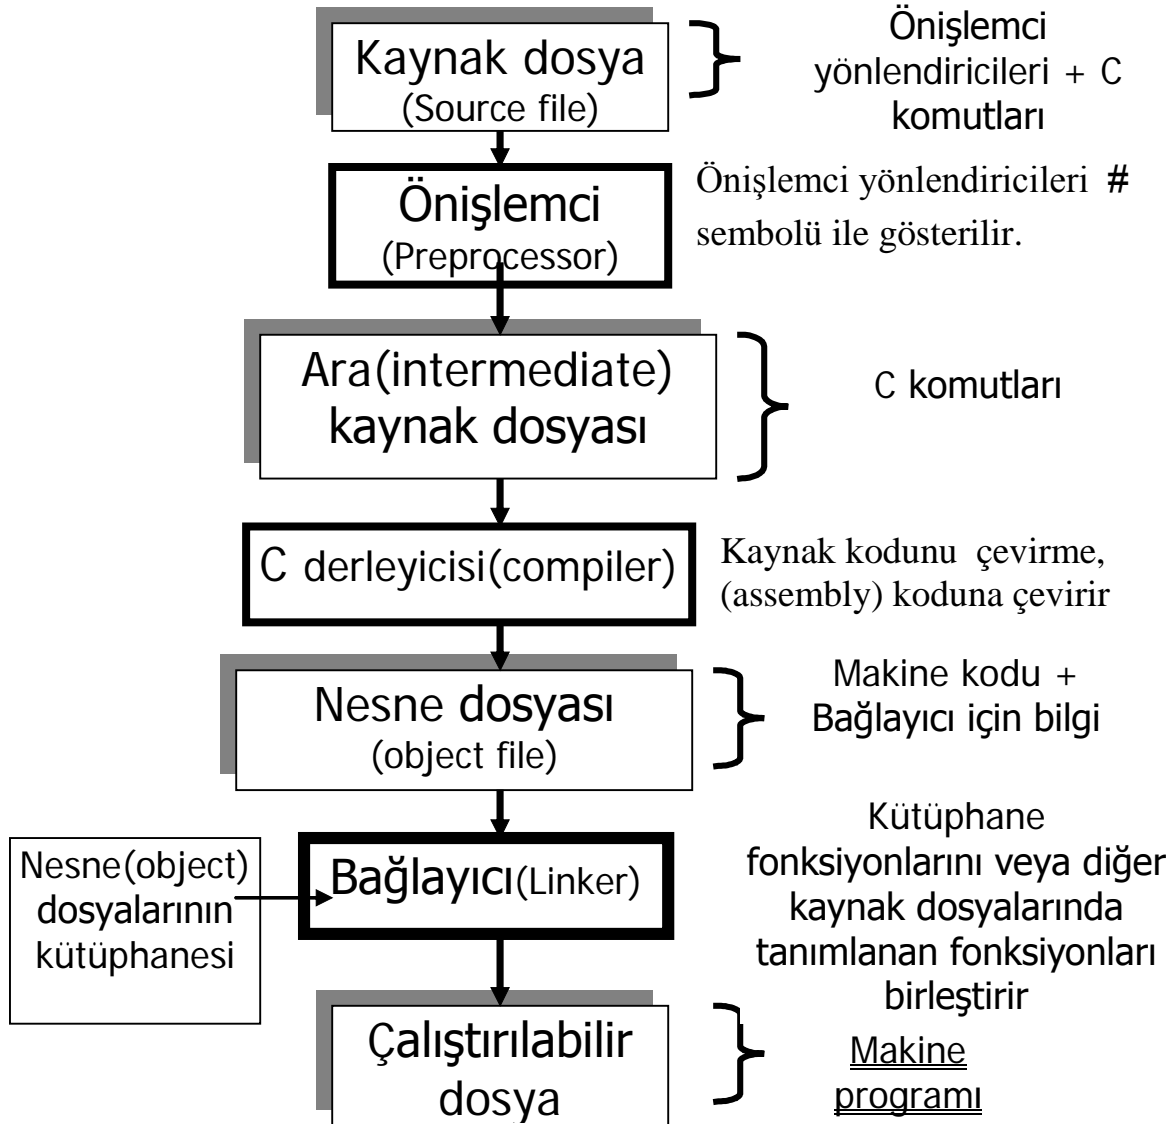 Kaynak dosya
(Source file)
Önişlemci
yönlendiricileri + C
komutları
Önişlemci
(Preprocessor)
Önişlemci yönlendiricileri #
sembolü ile gösterilir.
Ara(intermediate)
kaynak dosyası
C komutları
C derleyicisi(compiler)
Kaynak kodunu çevirme,
(assembly) koduna çevirir
Nesne dosyası
(object file)
Makine kodu +
Bağlayıcı için bilgi
Nesne(object)
dosyalarının
kütüphanesi
Bağlayıcı(Linker)
Kütüphane
fonksiyonlarını veya diğer
kaynak dosyalarında
tanımlanan fonksiyonları
birleştirir
Çalıştırılabilir
dosya
Makine
programı